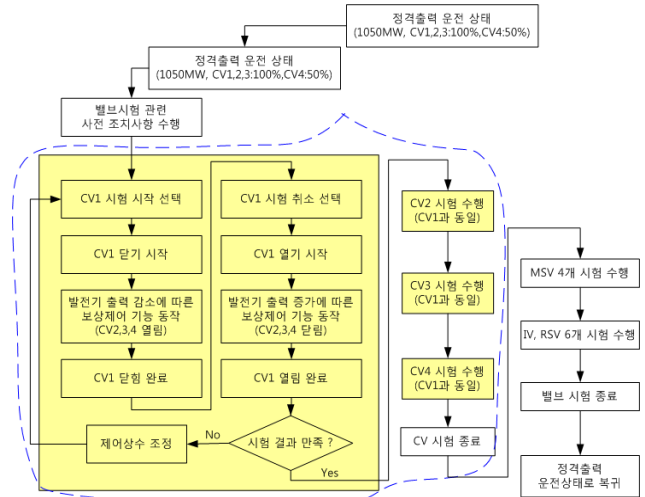 정격출력 운전 상태
(1050MW, CV1,2,3:100%,CV4:50%)
정격출력 운전 상태
(1050MW, CV1,2,3:100%,CV4:50%)
밸브시험 관련
사전 조치사항 수행
CV1 시험 시작 선택
CV1 닫기 시작
발전기 출력 감소에 따른
보상제어 기능 동작
(CV2,3,4 열림)
CV1 닫힘 완료
CV1 시험 취소 선택
CV1 열기 시작
발전기 출력 증가에 따른
보상제어 기능 동작
(CV2,3,4 닫림)
CV1 열림 완료
시험 결과 만족 ?
No
제어상수 조정
Yes
CV2 시험 수행
(CV1과 동일)
CV3 시험 수행
(CV1과 동일)
CV4 시험 수행
(CV1과 동일)
CV 시험 종료
MSV 4개 시험 수행
IV, RSV 6개 시험 수행
밸브 시험 종료
정격출력
운전상태로 복귀